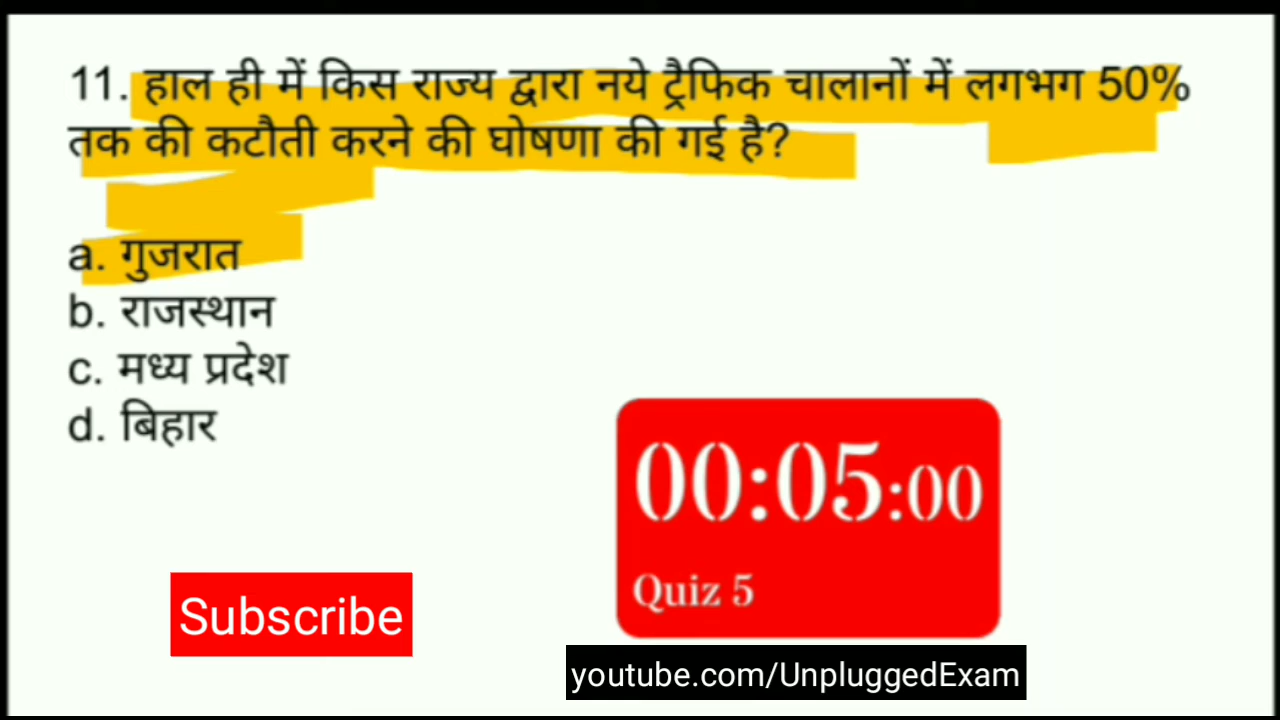 11. हाल ही में किस राज्य द्वारा नये ट्रैफिक चालानों में लगभग 50%
तक की कटौती करने की घोषणा की गई है?
a. गुजरात
b. राजस्थान
c. मध्य प्रदेश
d. बिहार
00:05:00
Quiz 5
Subscribe
youtube.com/UnpluggedExam